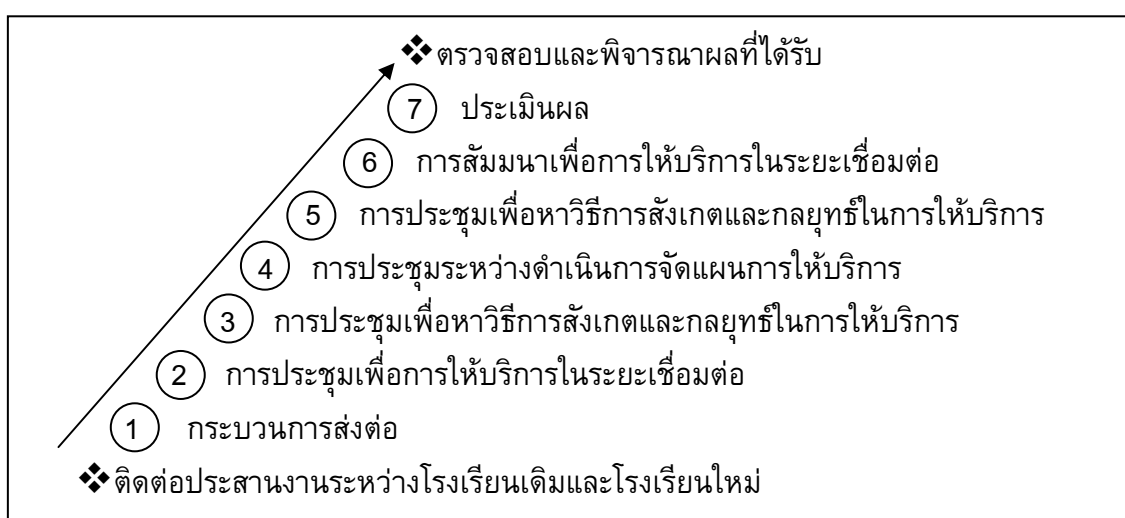 ❖ตรวจสอบและพิจารณาผลที่ได้รับ
7 ประเมินผล
6 การสัมมนาเพื่อการให้บริการในระยะเชื่อมต่อ
5 การประชุมเพื่อหาวิธีการสังเกตและกลยุทธ์ในการให้บริการ
4 การประชุมระหว่างดำเนินการจัดแผนการให้บริการ
3 การประชุมเพื่อหาวิธีการสังเกตและกลยุทธ์ในการให้บริการ
2 การประชุมเพื่อการให้บริการในระยะเชื่อมต่อ
1 กระบวนการส่งต่อ
❖ติดต่อประสานงานระหว่างโรงเรียนเดิมและโรงเรียนใหม่